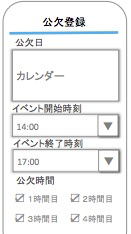 公欠登録
公欠日
カレンダー
イベント開始時刻
14:00
イベント終了時刻
17:00
公欠時間
1時間目 2時間目
3時間目 4時間目